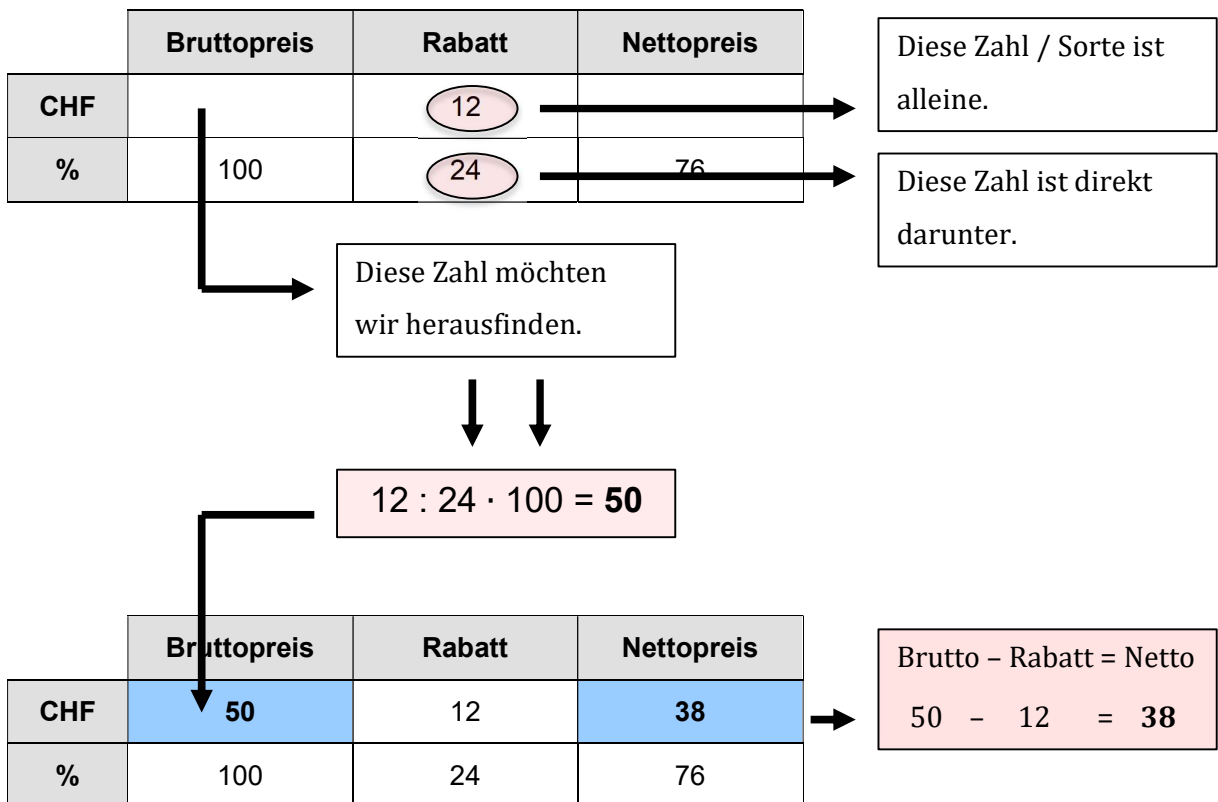 Bruttopreis Rabatt Nettopreis
CHF 12
% 100 24 76
Diese Zahl / Sorte ist
alleine.
Diese Zahl ist direkt
darunter.
Diese Zahl möchten
wir herausfinden.
12 : 24 · 100 = 50
Bruttopreis Rabatt Nettopreis
CHF 50 12 38
% 100 24 76
Brutto – Rabatt = Netto
50 – 12 = 38